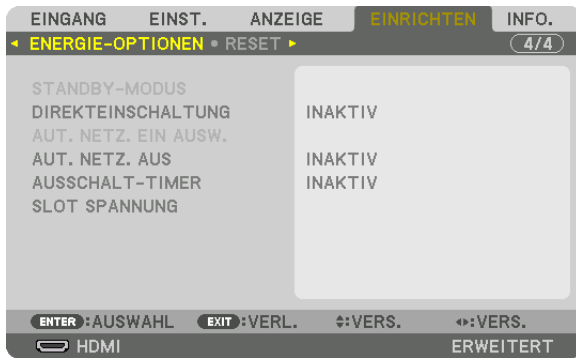 EINGANG EINST. ANZEIGE EINRICHTEN INFO.
ENERGIE-OPTIONEN RESET 4/4
STANDBY-MODUS
DIREKTEINSCHALTUNG INAKTIV
AUT. NETZ. EIN AUSW.
AUT. NETZ. AUS INAKTIV
AUSSCHALT-TIMER INAKTIV
SLOT SPANNUNG
ENTER :AUSWAHL EXIT :VERL. :VERS. :VERS.
HDMI ERWEITERT